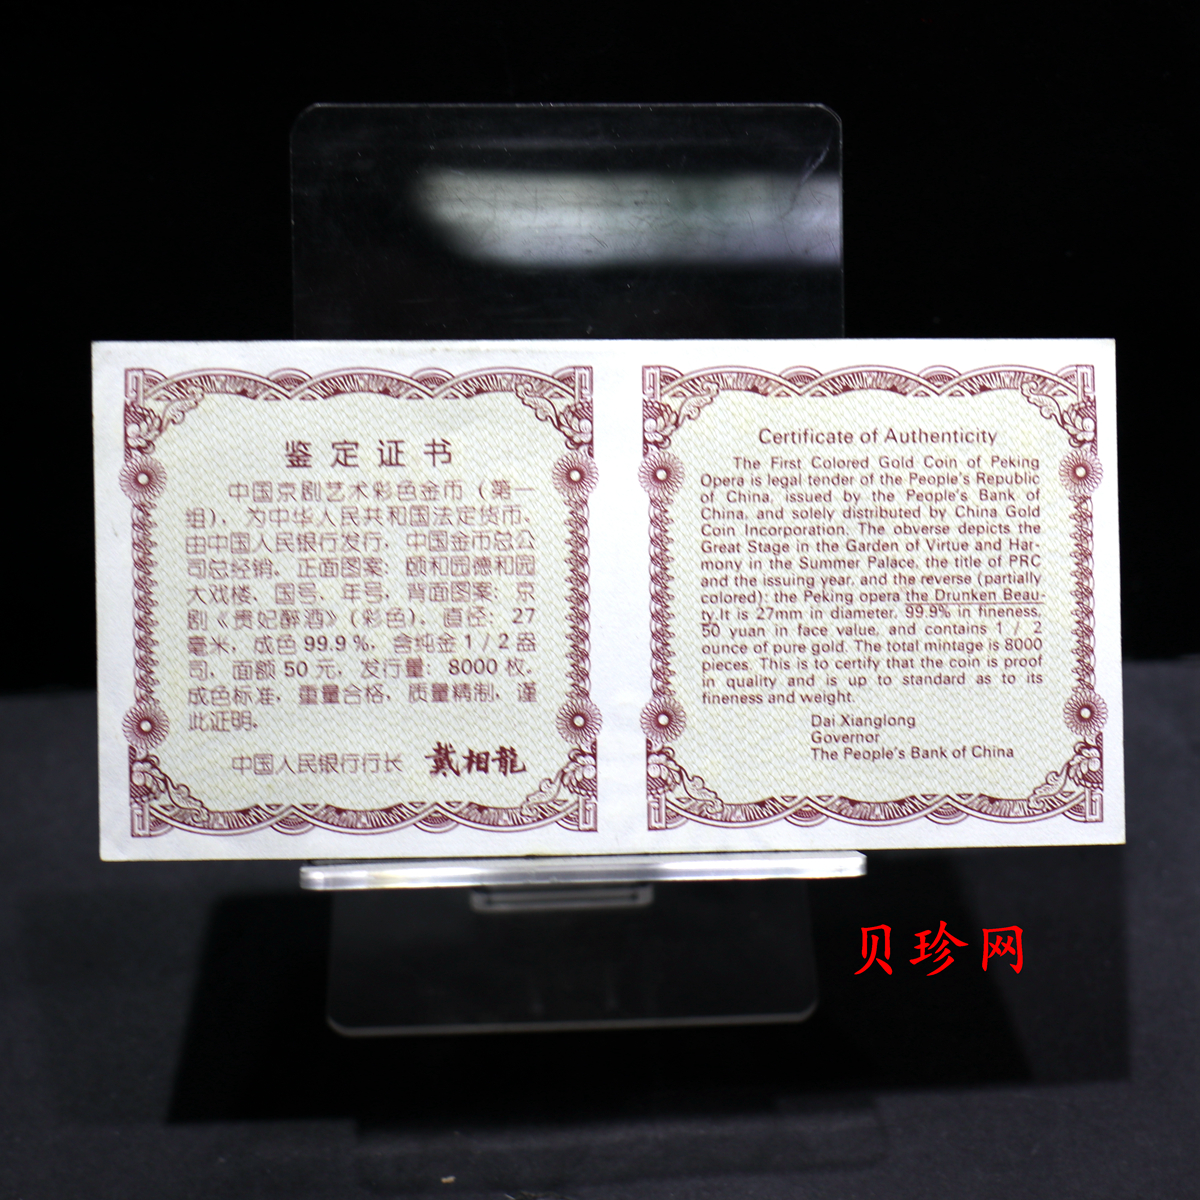 鉴定证书
中国京剧艺术彩色金币（第一
组），为中华人民共和国法定货币、
由中国人民银行发行，中国金币总公
司总经销。正面图案：颐和园德和园
大戏楼、国号、年号，背面图案：京
剧《贵妃醉酒》（彩色）。直径：27
毫米，成色99.9%，含纯金1/2盎
司，面额50元，发行量：8000枚。
成色标准，重量合格，质量精制，谨
此证明。
中国人民银行行长 戴相龍
Certificate of Authenticity
The First Colored Gold Coin of Peking
Opera is legal tender of the People's Republic
of China, issued by the People's Bank of
China, and solely distributed by China Gold
Coin Incorporation. The obverse depicts the
Great Stage in the Garden of Virtue and Har-
mony in the Summer Palace, the title of PRC
and the issuing year, and the reverse (partially
colored): the Peking opera the Drunken Beau-
ty.It is 27mm in diameter, 99.9% in fineness,
50 yuan in face value, and contains 1 / 2
ounce of pure gold. The total mintage is 8000
pieces. This is to certify that the coin is proof
in quality and is up to standard as to its
fineness and weight.
Dai Xianglong
Governor
The People's Bank of China
贝珍网